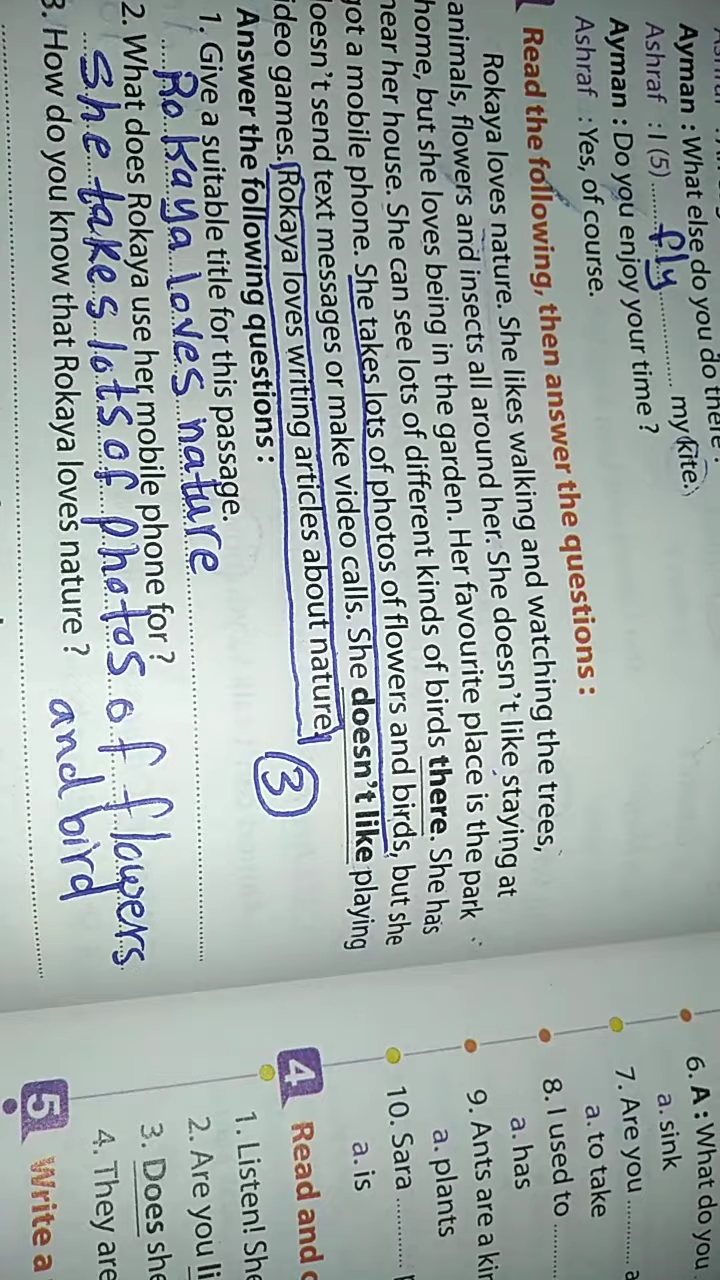 Ayman : What else do you do there
Ashraf : I (5) ........ fly ............. my kite.
Ayman : Do you enjoy your time ?
Ashraf : Yes, of course.
Read the following, then answer the questions :
Rokaya loves nature. She likes walking and watching the trees,
animals, flowers and insects all around her. She doesn't like staying at
home, but she loves being in the garden. Her favourite place is the park
near her house. She can see lots of different kinds of birds there. She has
got a mobile phone. She takes lots of photos of flowers and birds, but she
doesn't send text messages or make video calls. She doesn't like playing
video games. Rokaya loves writing articles about nature.
3
Answer the following questions :
1. Give a suitable title for this passage.
Rokaya loves nature
2. What does Rokaya use her mobile phone for ?
She takes lots of photos of flowers
and bird
3. How do you know that Rokaya loves nature ?
6. A : What do you
a. sink
7. Are you .........
a. to take
8. I used to .......
a. has
9. Ants are a
a. plants
10. Sara ..........
a. is
4 Read and
1. Listen! She
2. Are you
3. Does she
4. They are
5 Write a